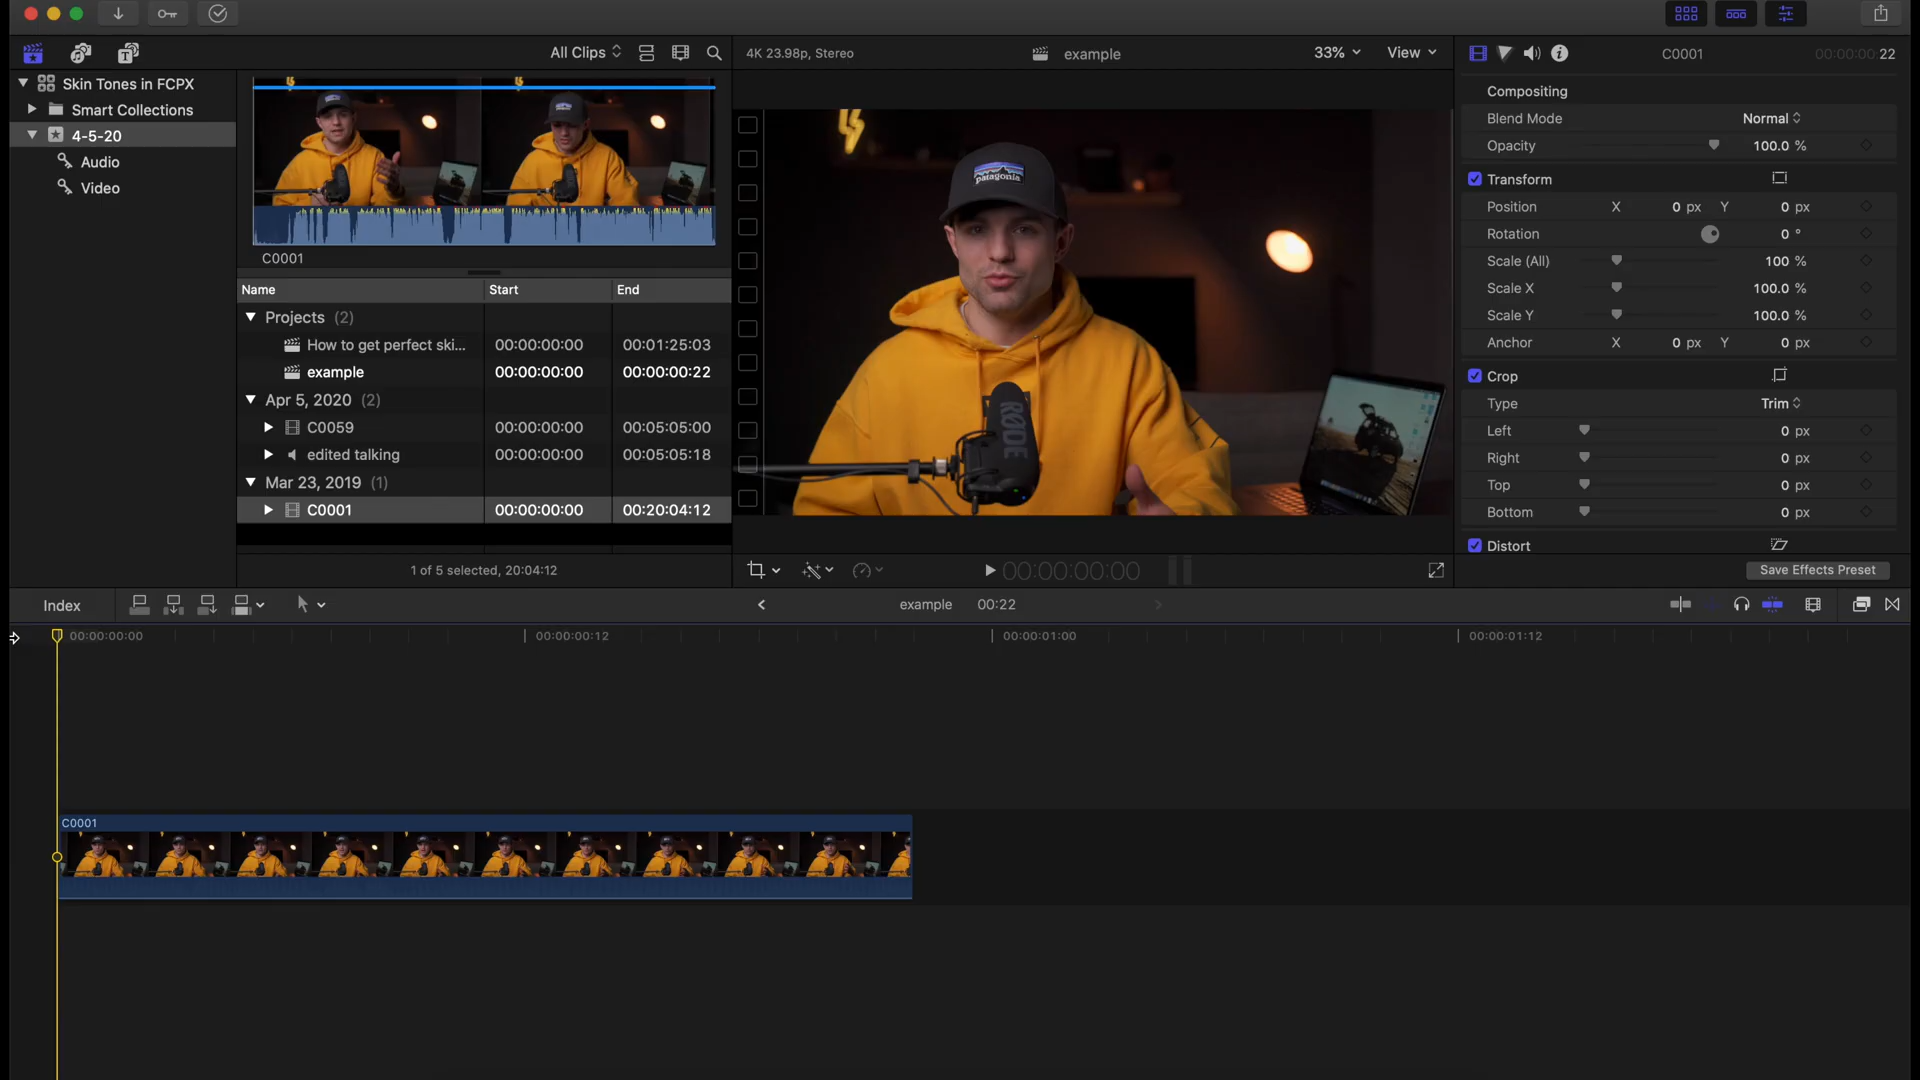 All Clips
4K 23.98p, Stereo
example
33%
View
C0001
00:00:00:00:22
Skin Tones in FCPX
Smart Collections
4-5-20
Audio
Video
C0001
Name Start End
Projects (2)
How to get perfect ski... 00:00:00:00 00:01:25:03
example 00:00:00:00 00:00:00:22
Apr 5, 2020 (2)
C0059 00:00:00:00 00:05:05:00
edited talking 00:00:00:00 00:05:05:18
Mar 23, 2019 (1)
C0001 00:00:00:00 00:20:04:12
1 of 5 selected, 20:04:12
patagonia
RØDE
00:00:00:00
Compositing
Blend Mode Normal
Opacity 100.0 %
Transform
Position X 0 px Y 0 px
Rotation 0 °
Scale (All) 100 %
Scale X 100.0 %
Scale Y 100.0 %
Anchor X 0 px Y 0 px
Crop
Type Trim
Left 0 px
Right 0 px
Top 0 px
Bottom 0 px
Distort
Save Effects Preset
Index
example 00:22
00:00:00:00 00:00:00:12 00:00:01:00 00:00:01:12
C0001